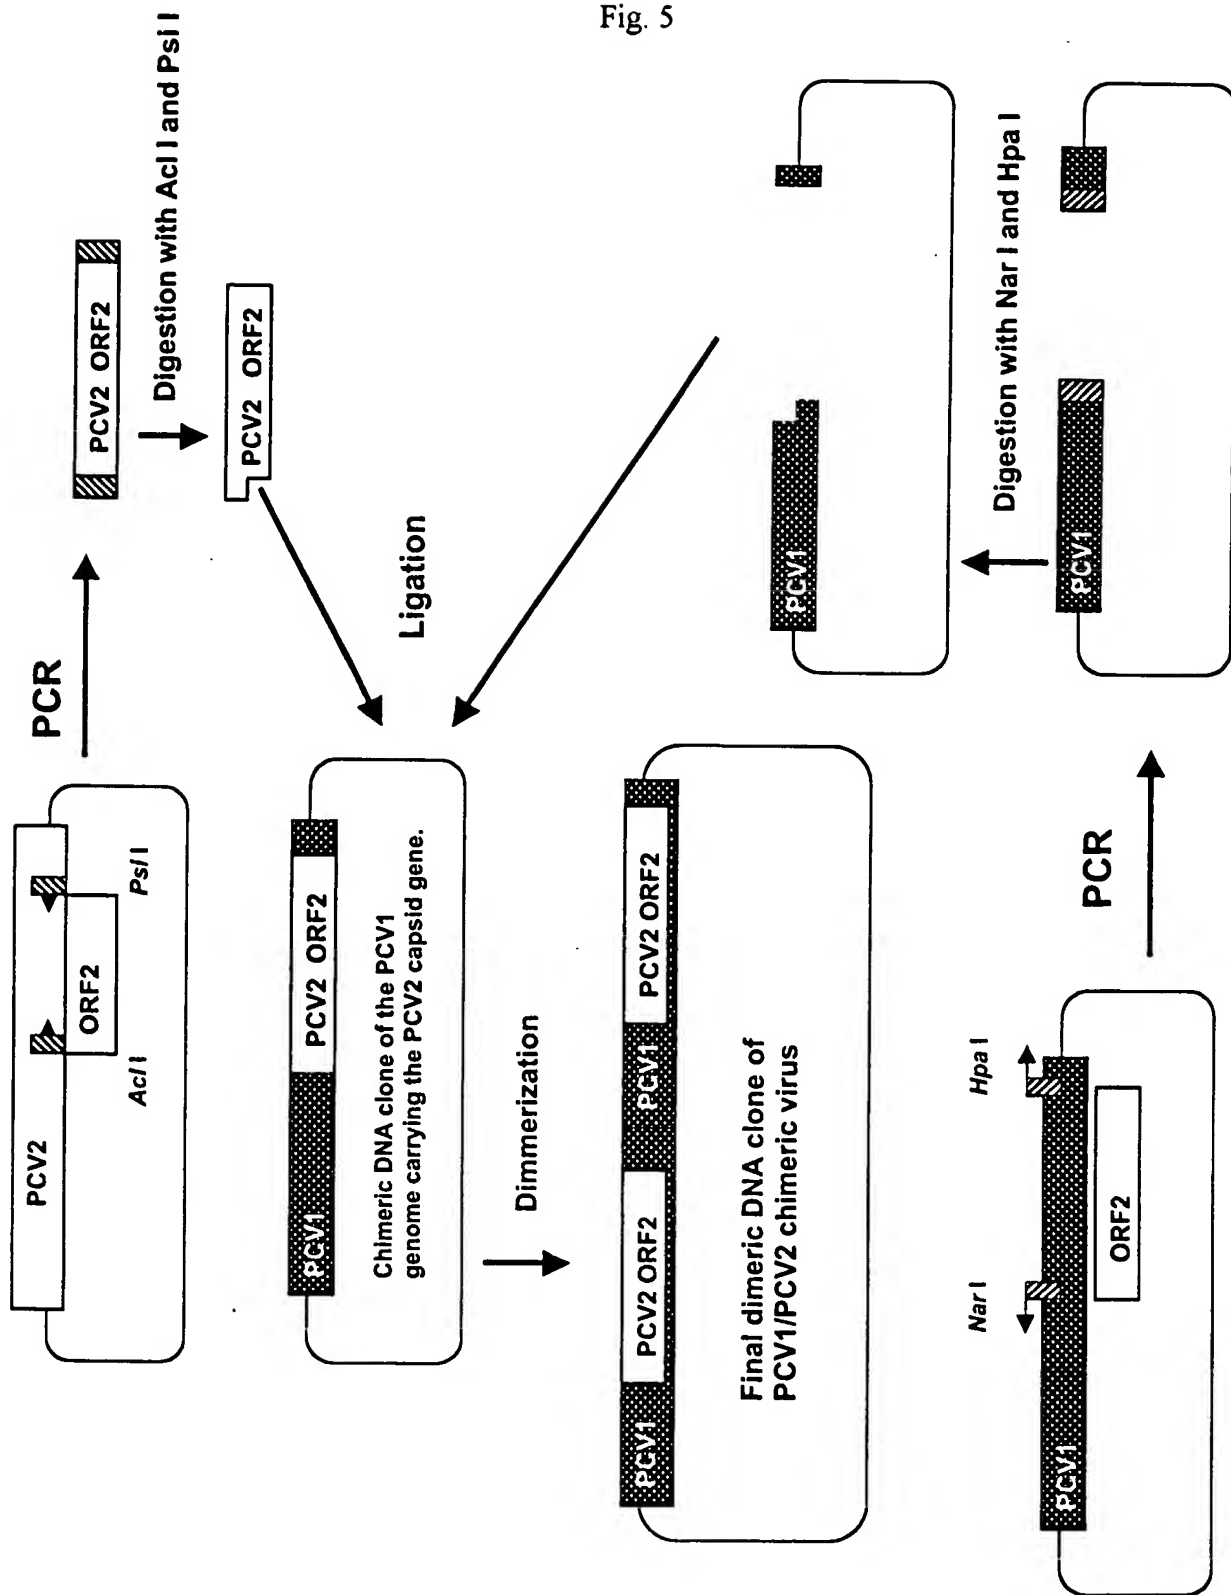 Fig. 5
PCV2
Acl I
Psi I
ORF2
PCR
PCV2 ORF2
Digestion with Acl I and Psi I
PCV2 ORF2
Ligation
PCV1
PCV2 ORF2
Chimeric DNA clone of the PCV1
genome carrying the PCV2 capsid gene.
Dimmerization
PCV1
PCV2 ORF2
PCV1
PCV2 ORF2
Final dimeric DNA clone of
PCV1/PCV2 chimeric virus
PCV1
Nar I
Hpa I
ORF2
PCR
PCV1
Digestion with Nar I and Hpa I
PCV1